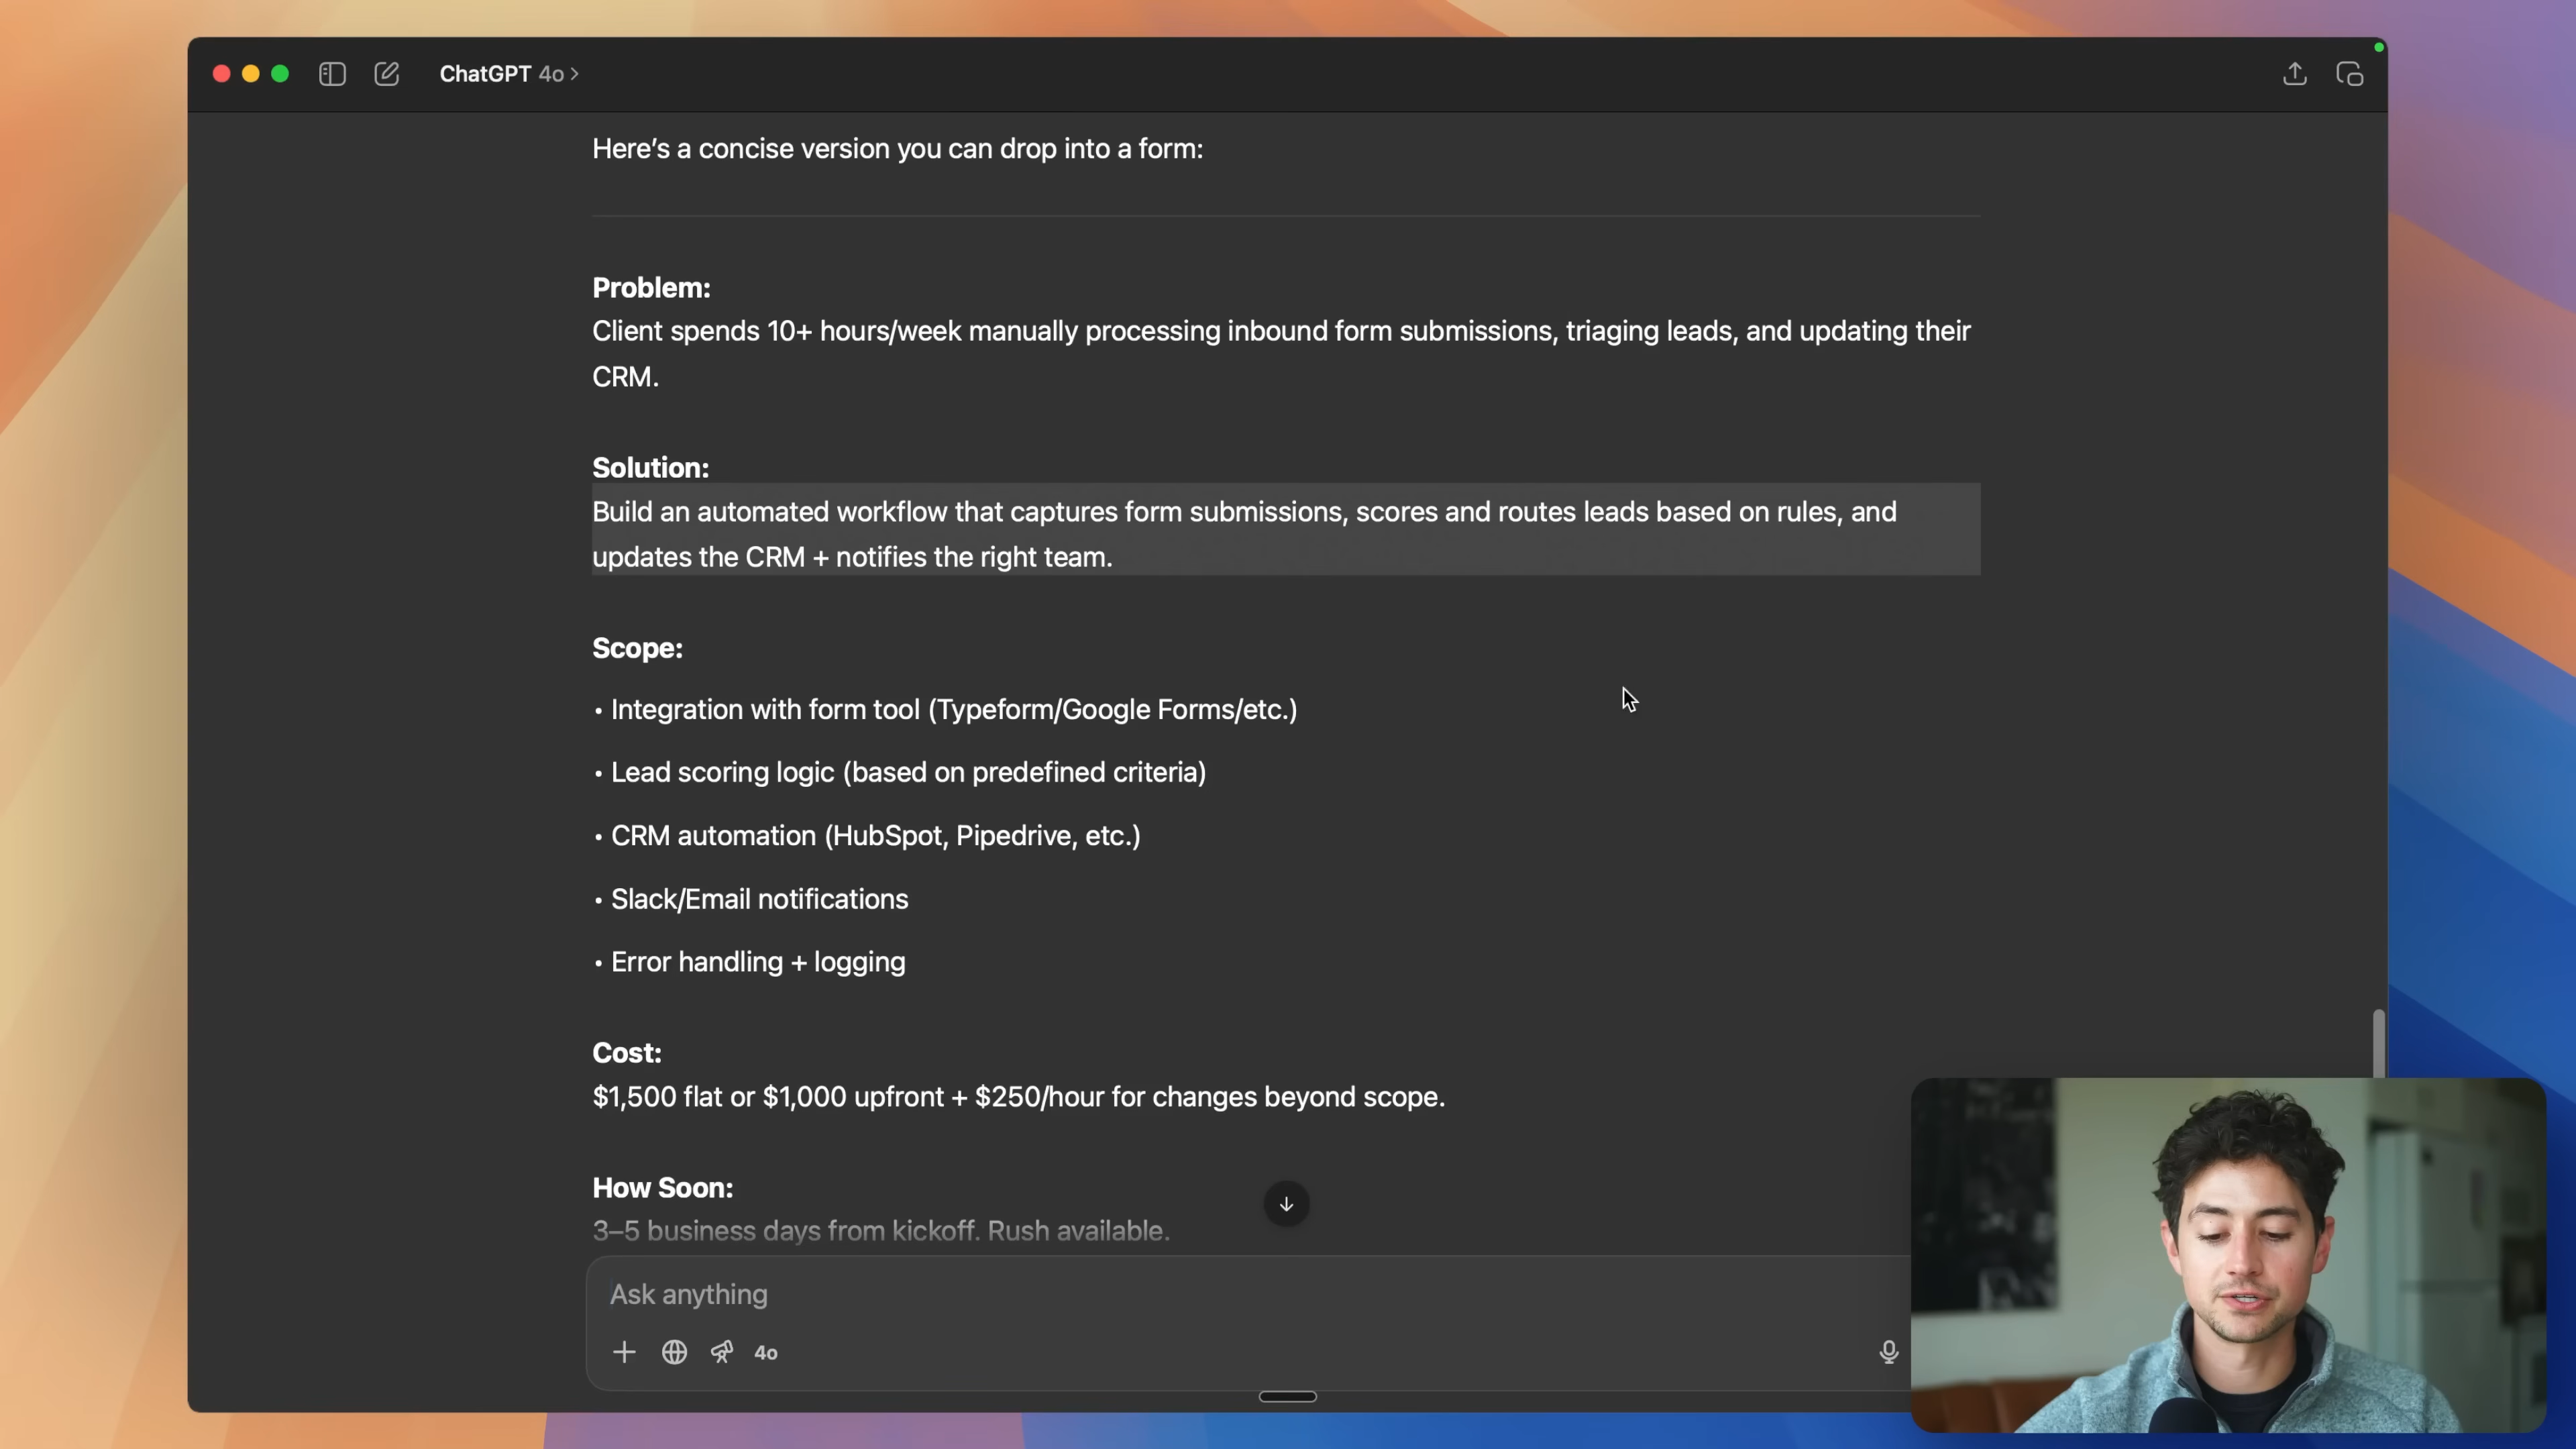 ChatGPT 4o >
Here’s a concise version you can drop into a form:
Problem:
Client spends 10+ hours/week manually processing inbound form submissions, triaging leads, and updating their
CRM.
Solution:
Build an automated workflow that captures form submissions, scores and routes leads based on rules, and
updates the CRM + notifies the right team.
Scope:
• Integration with form tool (Typeform/Google Forms/etc.)
• Lead scoring logic (based on predefined criteria)
• CRM automation (HubSpot, Pipedrive, etc.)
• Slack/Email notifications
• Error handling + logging
Cost:
$1,500 flat or $1,000 upfront + $250/hour for changes beyond scope.
How Soon:
3–5 business days from kickoff. Rush available.
Ask anything
4o